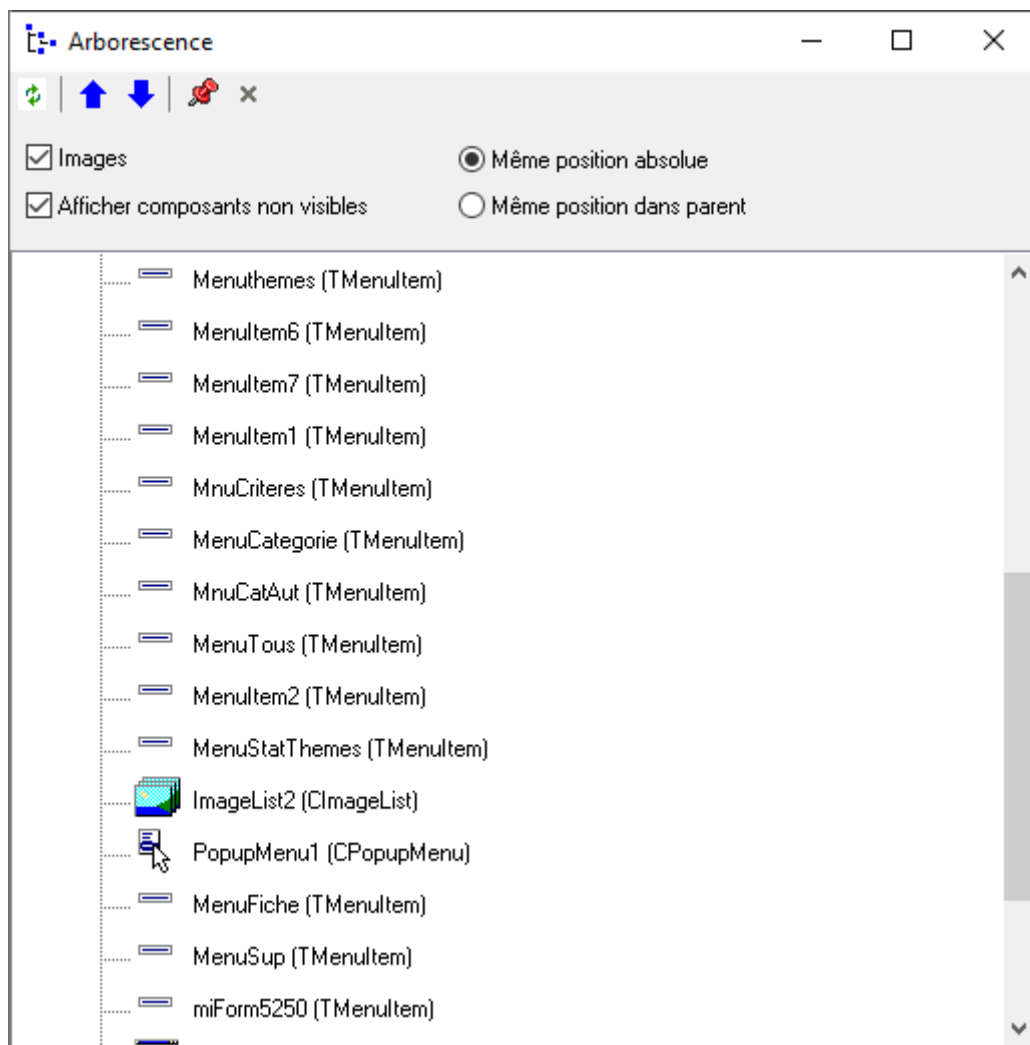 Arborescence
Images
Même position absolue
Afficher composants non visibles
Même position dans parent
Menuthemes (TMenuItem)
MenuItem6 (TMenuItem)
MenuItem7 (TMenuItem)
MenuItem1 (TMenuItem)
MnuCriteres (TMenuItem)
MenuCategorie (TMenuItem)
MnuCatAut (TMenuItem)
MenuTous (TMenuItem)
MenuItem2 (TMenuItem)
MenuStatThemes (TMenuItem)
ImageList2 (CImageList)
PopupMenu1 (CPopupMenu)
MenuFiche (TMenuItem)
MenuSup (TMenuItem)
miForm5250 (TMenuItem)